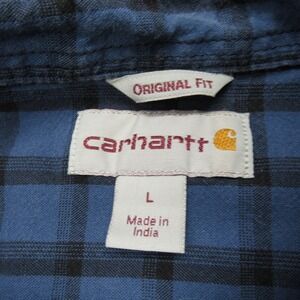 ORIGINAL FIT
carhartt
L
Made in
India